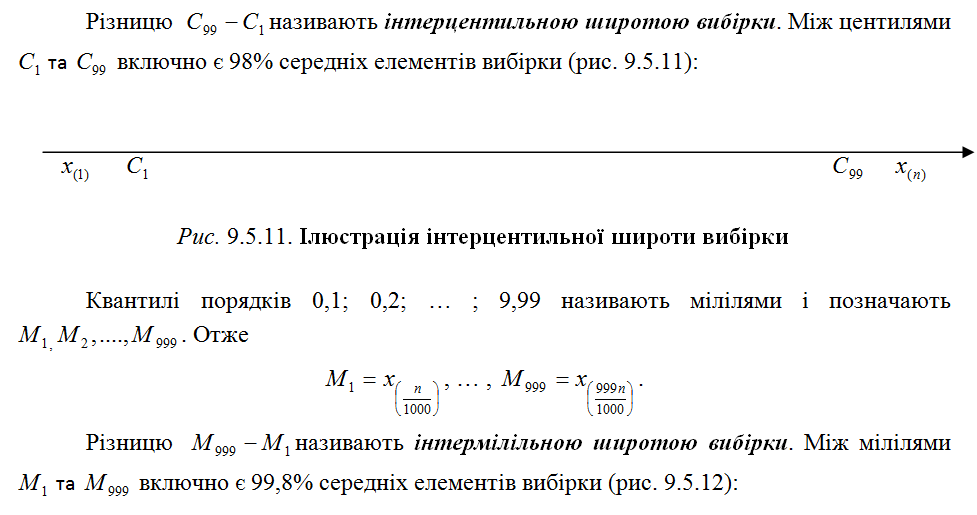 Різницю C₉₉ – C₁ називають інтерцентильною широтою вибірки. Між центилями
C₁ та C₉₉ включно є 98% середніх елементів вибірки (рис. 9.5.11):
x₍₁₎ C₁ C₉₉ x₍ₙ₎
Рис. 9.5.11. Ілюстрація інтерцентильної широти вибірки
Квантилі порядків 0,1; 0,2; … ; 9,99 називають мілілями і позначають
M₁, M₂,...., M₉₉₉. Отже
M₁ = x_(n/1000), … , M₉₉₉ = x_(999n/1000).
Різницю M₉₉₉ – M₁ називають інтермілільною широтою вибірки. Між мілілями
M₁ та M₉₉₉ включно є 99,8% середніх елементів вибірки (рис. 9.5.12):